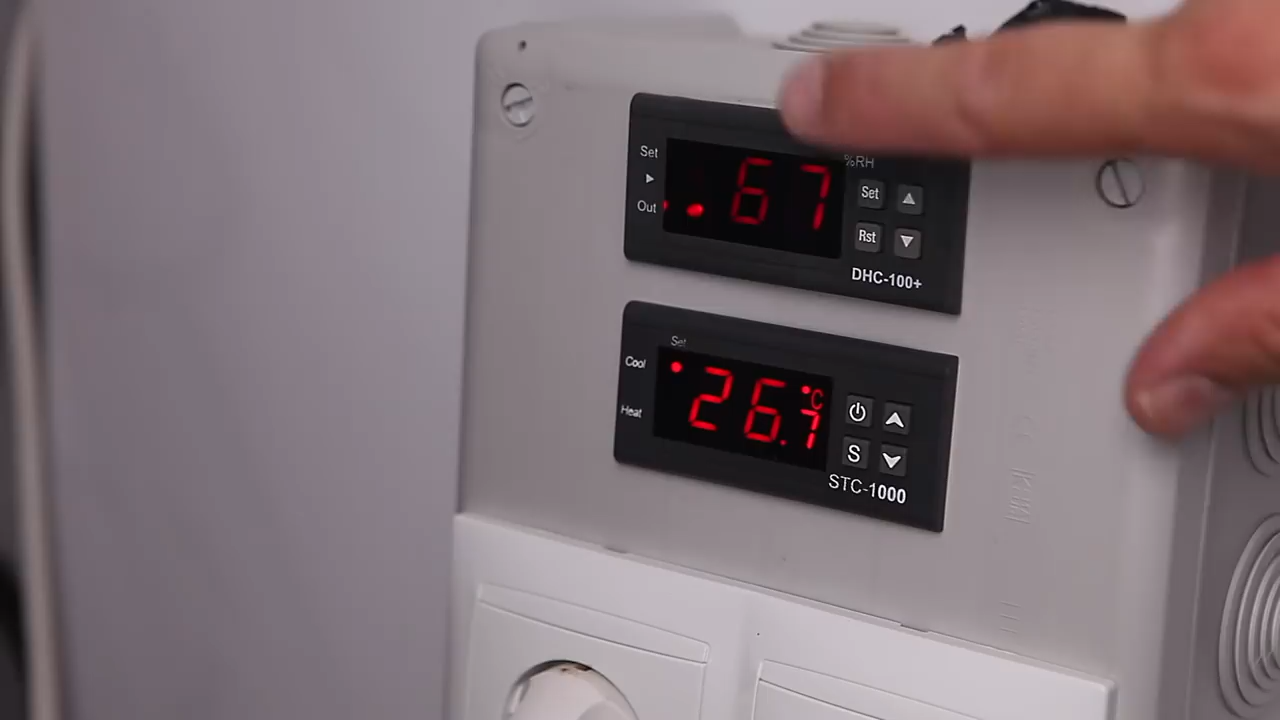 %RH
Set
Out
. 67
Set
Rst
DHC-100+
Set
Cool
Heat
26.7
°C
S
STC-1000